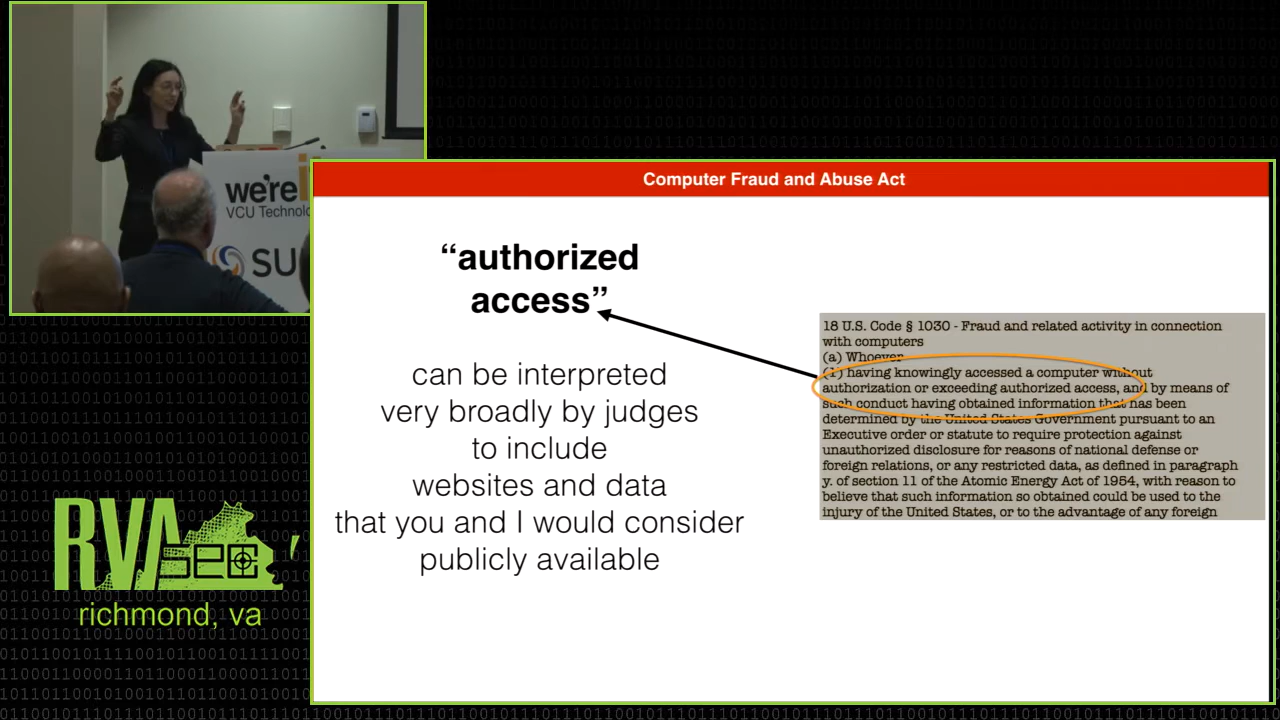 we're
VCU Technolo
SU
Computer Fraud and Abuse Act
“authorized
access”
can be interpreted
very broadly by judges
to include
websites and data
that you and I would consider
publicly available
18 U.S. Code § 1030 - Fraud and related activity in connection
with computers
(a) Whoever
(1) having knowingly accessed a computer without
authorization or exceeding authorized access, and by means of
such conduct having obtained information that has been
determined by the United States Government pursuant to an
Executive order or statute to require protection against
unauthorized disclosure for reasons of national defense or
foreign relations, or any restricted data, as defined in paragraph
y. of section 11 of the Atomic Energy Act of 1954, with reason to
believe that such information so obtained could be used to the
injury of the United States, or to the advantage of any foreign
RVA
sec
richmond, va